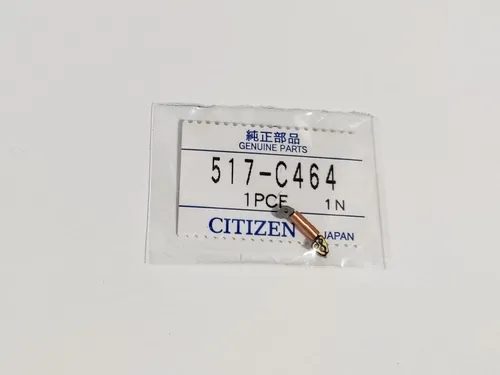 純正部品
GENUINE PARTS
517-C464
1PCE 1N
CITIZEN JAPAN